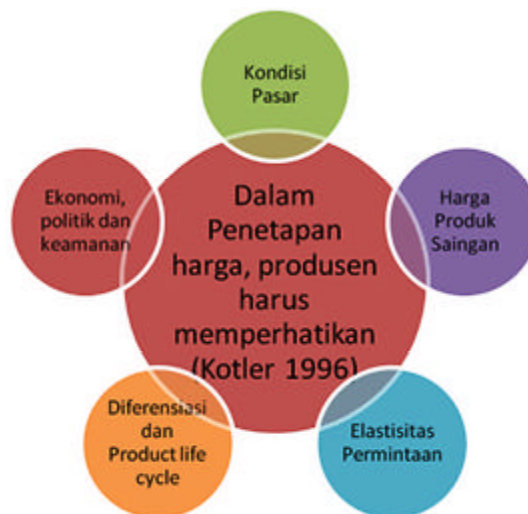 Kondisi
Pasar
Ekonomi,
politik dan
keamanan
Dalam
Penetapan
harga, produsen
harus
memperhatikan
(Kotler 1996)
Harga
Produk
Saingan
Diferensiasi
dan
Product life
cycle
Elastisitas
Permintaan